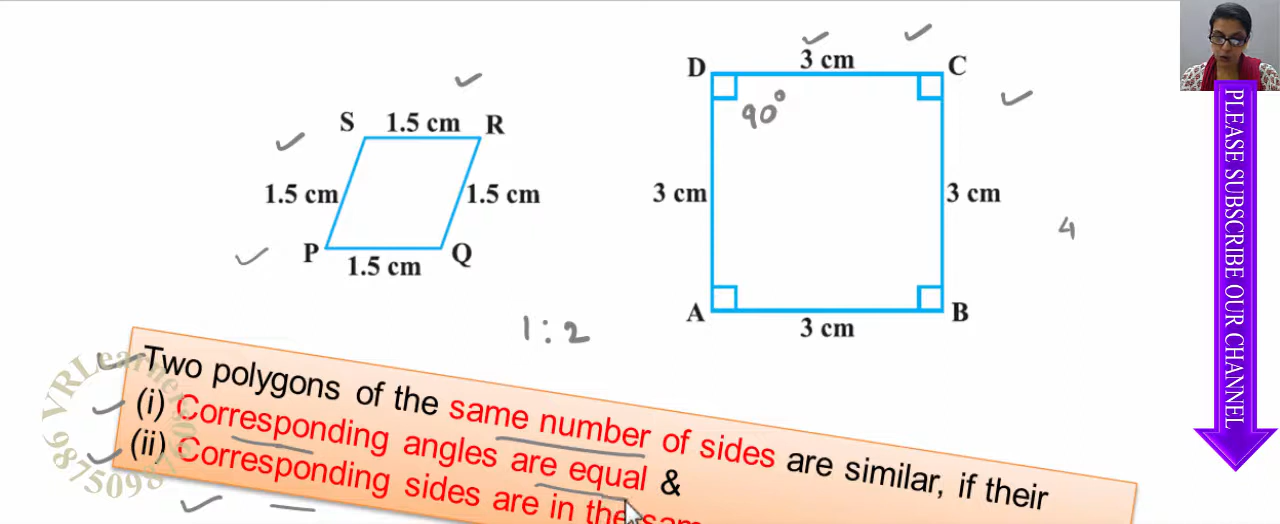 D 3 cm C
90°
S 1.5 cm R
1.5 cm 1.5 cm
3 cm 3 cm
4
P 1.5 cm Q
A 3 cm B
1:2
Two polygons of the same number of sides are similar, if their
(i) Corresponding angles are equal &
(ii) Corresponding sides are in the
PLEASE SUBSCRIBE OUR CHANNEL